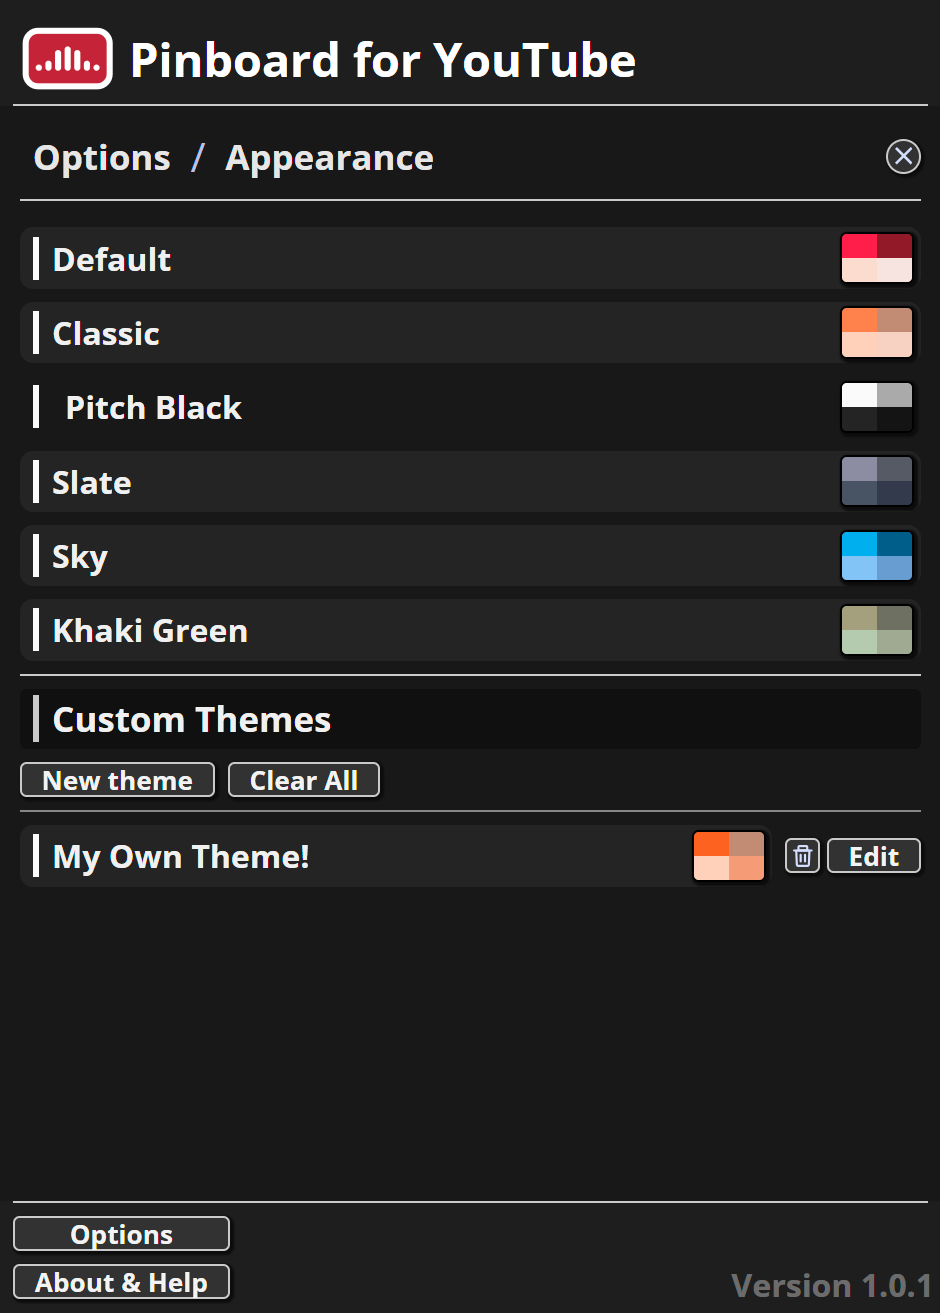 Pinboard for YouTube
Options / Appearance
Default
Classic
Pitch Black
Slate
Sky
Khaki Green
Custom Themes
New theme Clear All
My Own Theme! Edit
Options
About & Help
Version 1.0.1